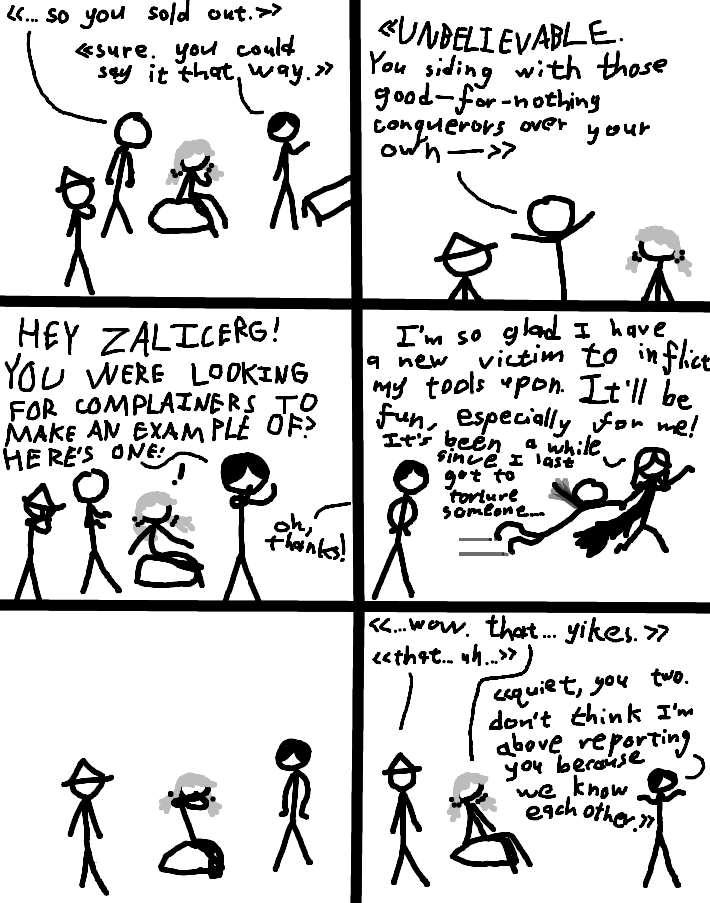 «... so you sold out.»
«sure. you could
say it that way.»
«UNBELIEVABLE.
You siding with those
good-for-nothing
conquerors over your
own —»
HEY ZALICERG!
YOU WERE LOOKING
FOR COMPLAINERS TO
MAKE AN EXAMPLE OF?
HERE'S ONE!
!
oh,
thanks!
I'm so glad I have
a new victim to inflict
my tools upon. It'll be
fun, especially for me!
It's been a while
since I last
got to
torture
someone...
«...wow. that... yikes.»
«that... uh...»
«quiet, you two.
don't think I'm
above reporting
you because
we know
each other.»